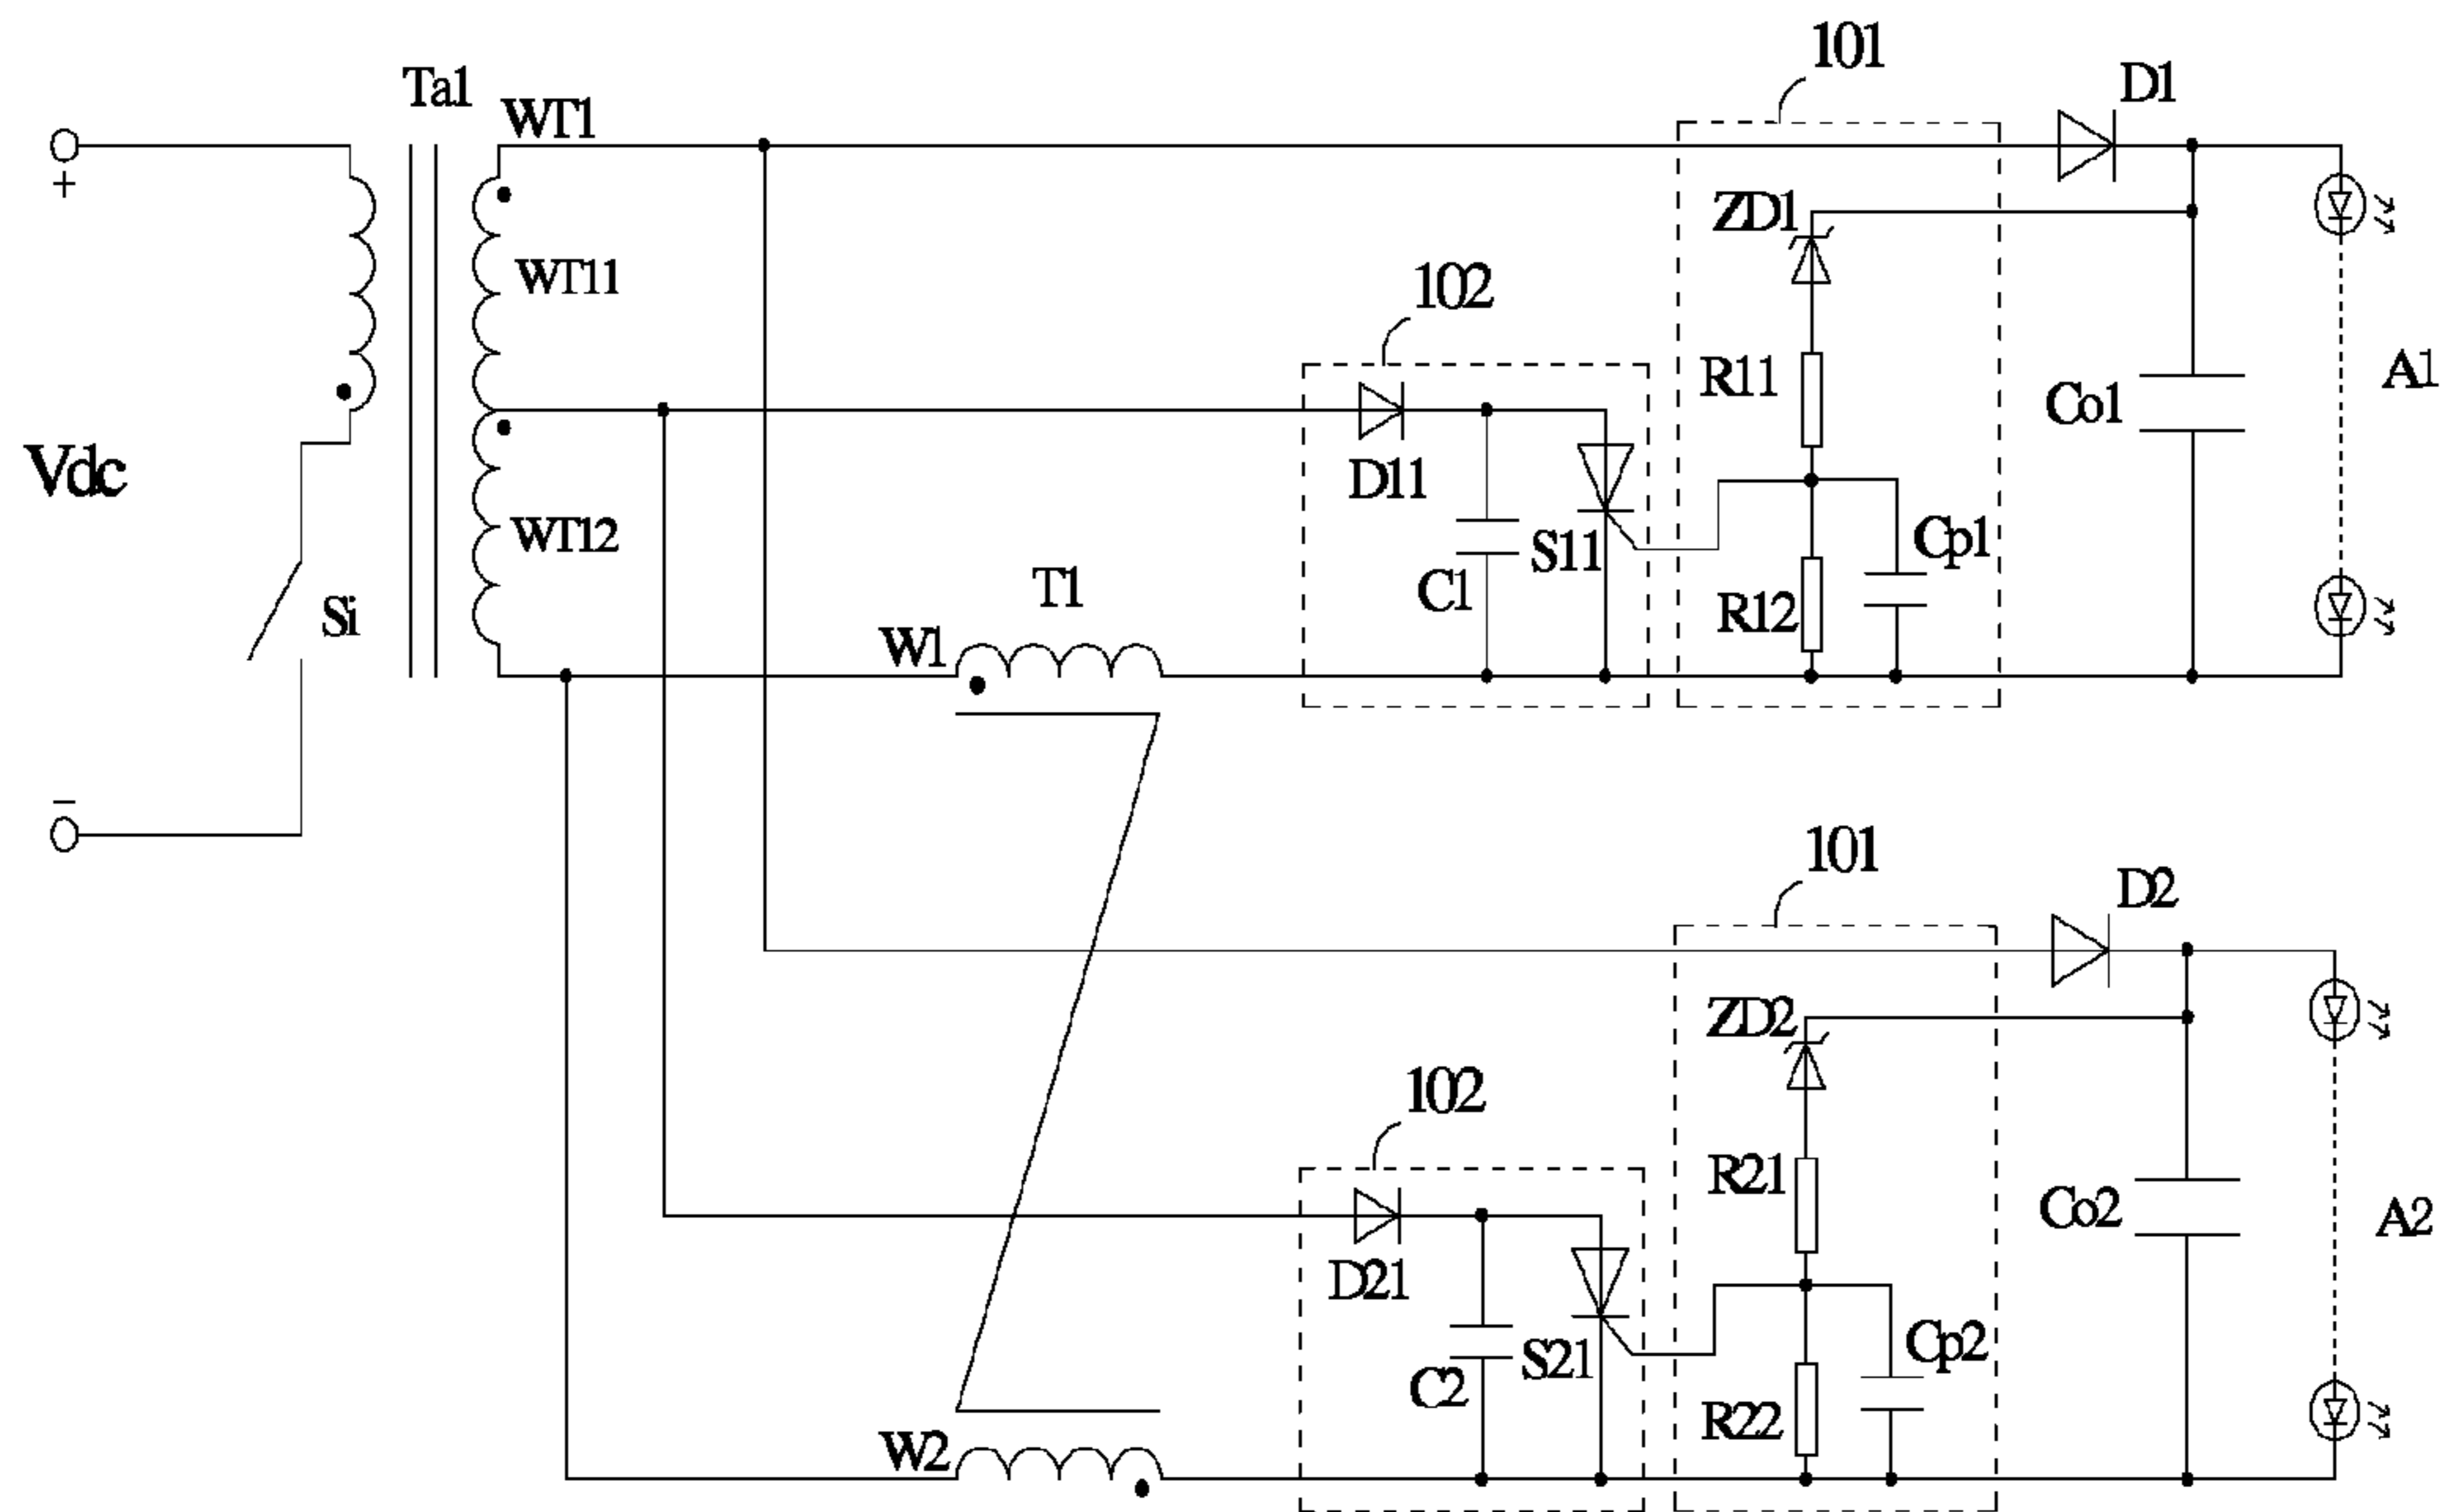 101
D1
Ta1
WT1
+
ZD1
WT11
102
R11
A1
Co1
Vdc
D11
WT12
S11
Cp1
T1
C1
Si
R12
W1
−
101
D2
ZD2
102
R21
Co2
A2
D21
S21
Cp2
C2
R22
W2